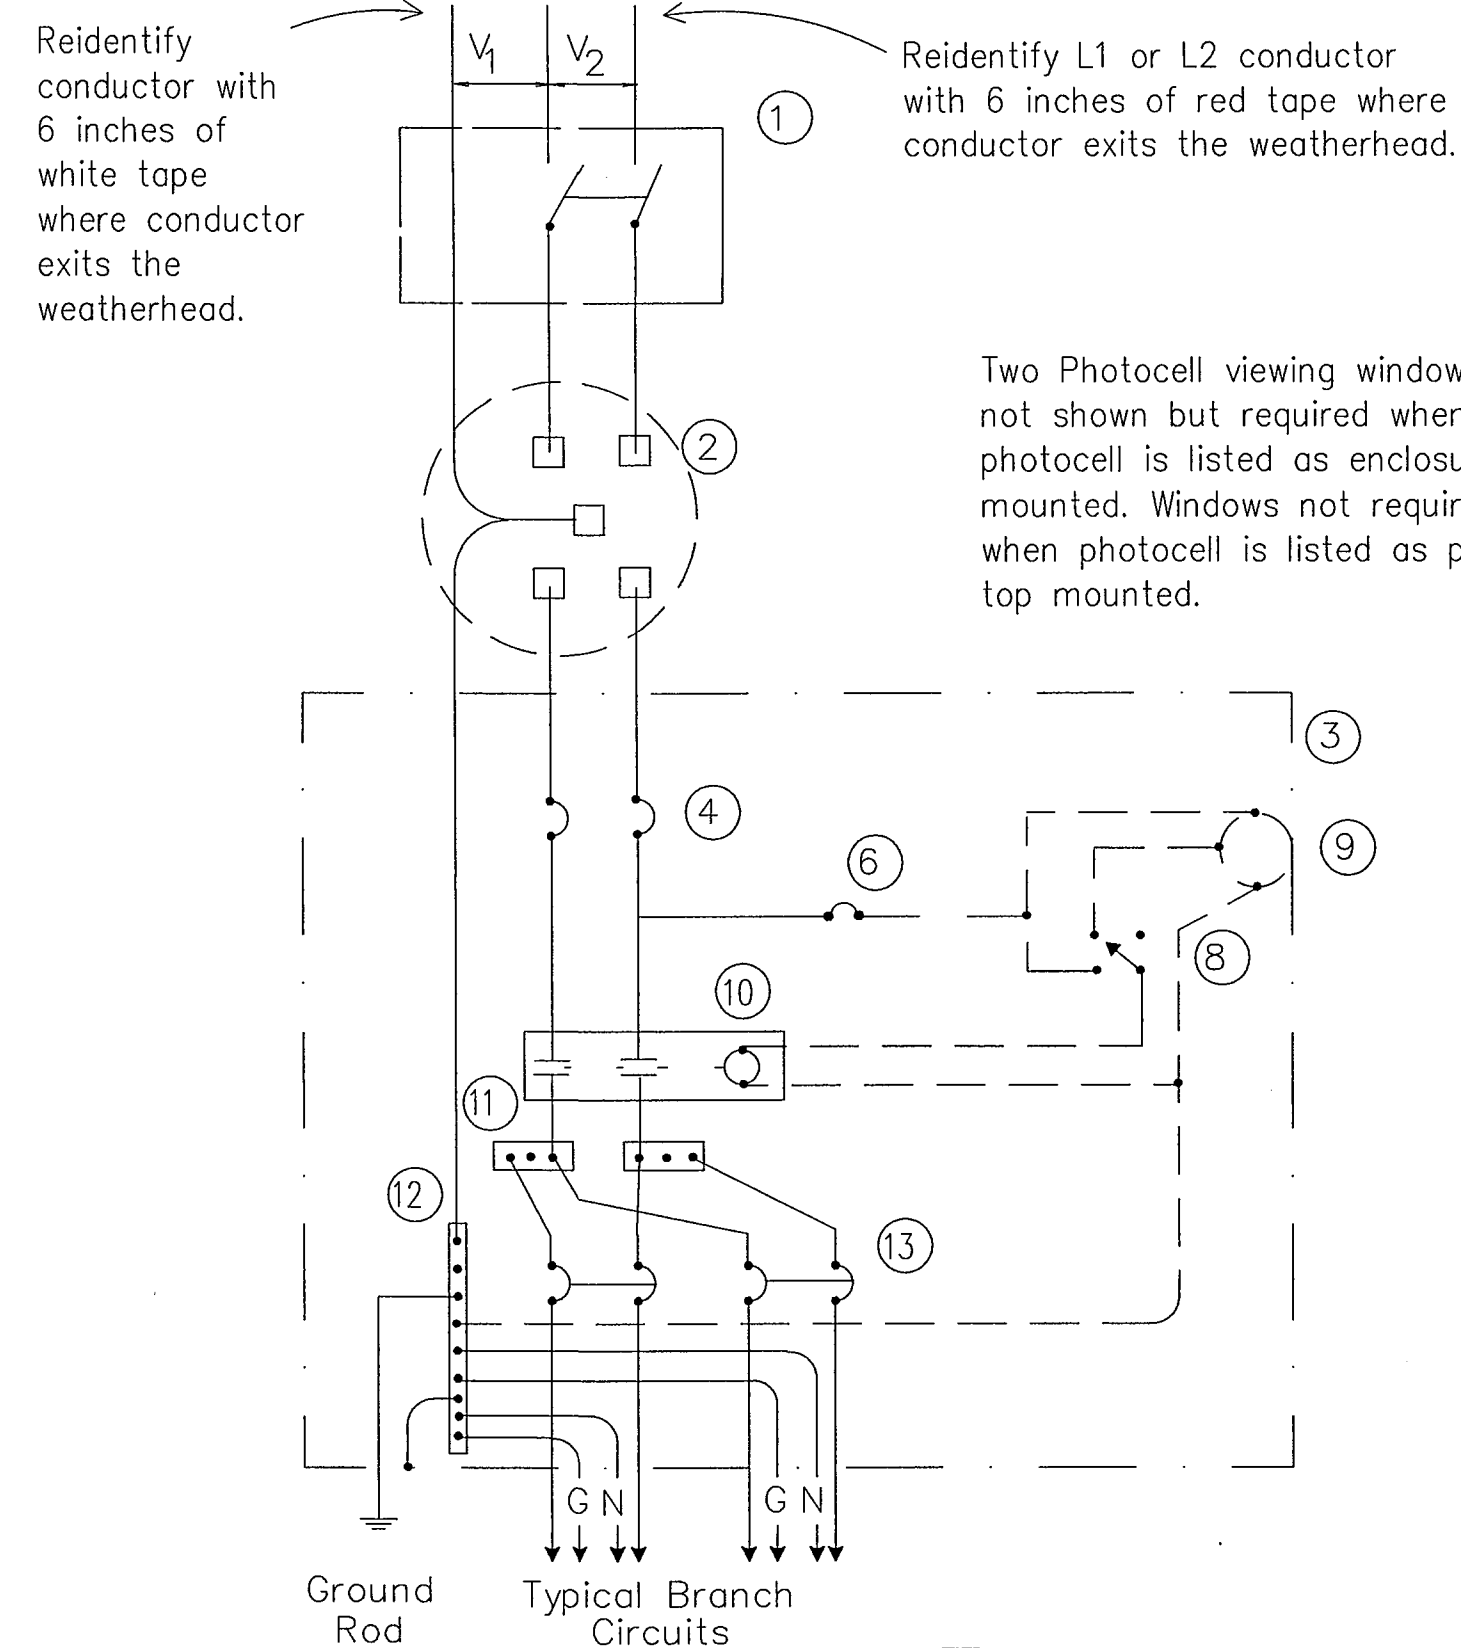 Reidentify
conductor with
6 inches of
white tape
where conductor
exits the
weatherhead.
V1
V2
1
Reidentify L1 or L2 conductor
with 6 inches of red tape where
conductor exits the weatherhead.
2
Two Photocell viewing window
not shown but required when
photocell is listed as enclosu
mounted. Windows not requir
when photocell is listed as p
top mounted.
3
4
6
9
8
10
11
12
13
G N
G N
Ground
Rod
Typical Branch
Circuits